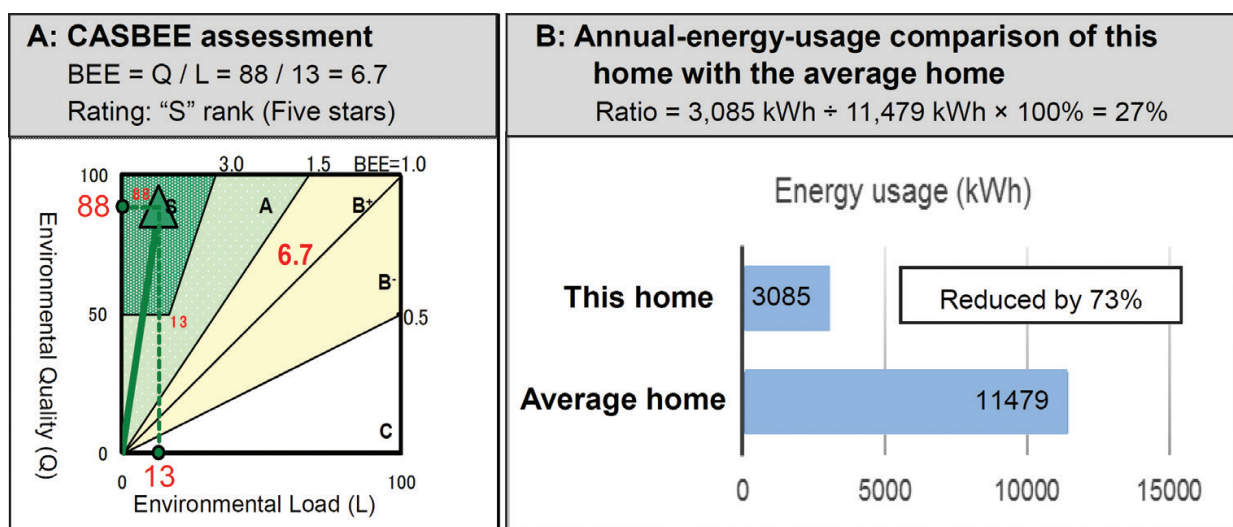 A: CASBEE assessment
BEE = Q / L = 88 / 13 = 6.7
Rating: “S” rank (Five stars)
3.0
1.5
BEE=1.0
100
88
88
S
A
B+
6.7
B-
50
13
0.5
C
0
0
13
100
Environmental Quality (Q)
Environmental Load (L)
B: Annual-energy-usage comparison of this
home with the average home
Ratio = 3,085 kWh ÷ 11,479 kWh × 100% = 27%
Energy usage (kWh)
This home
3085
Reduced by 73%
Average home
11479
0
5000
10000
15000